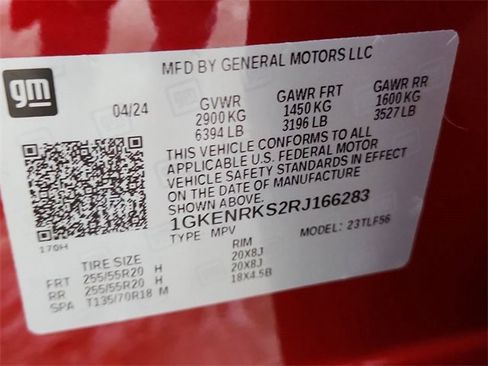 MFD BY GENERAL MOTORS LLC
gm
04/24
GVWR GAWR FRT GAWR RR
2900 KG 1450 KG 1600 KG
6394 LB 3196 LB 3527 LB
THIS VEHICLE CONFORMS TO ALL
APPLICABLE U.S. FEDERAL MOTOR
VEHICLE SAFETY STANDARDS IN EFFECT
ON THE DATE OF MANUFACTURE
SHOWN ABOVE.
1GKENRKS2RJ166283
TYPE: MPV MODEL: 23TLF56
170H
TIRE SIZE RIM
FRT 255/55R20 H 20X8J
RR 255/55R20 H 20X8J
SPA T135/70R18 M 18X4.5B